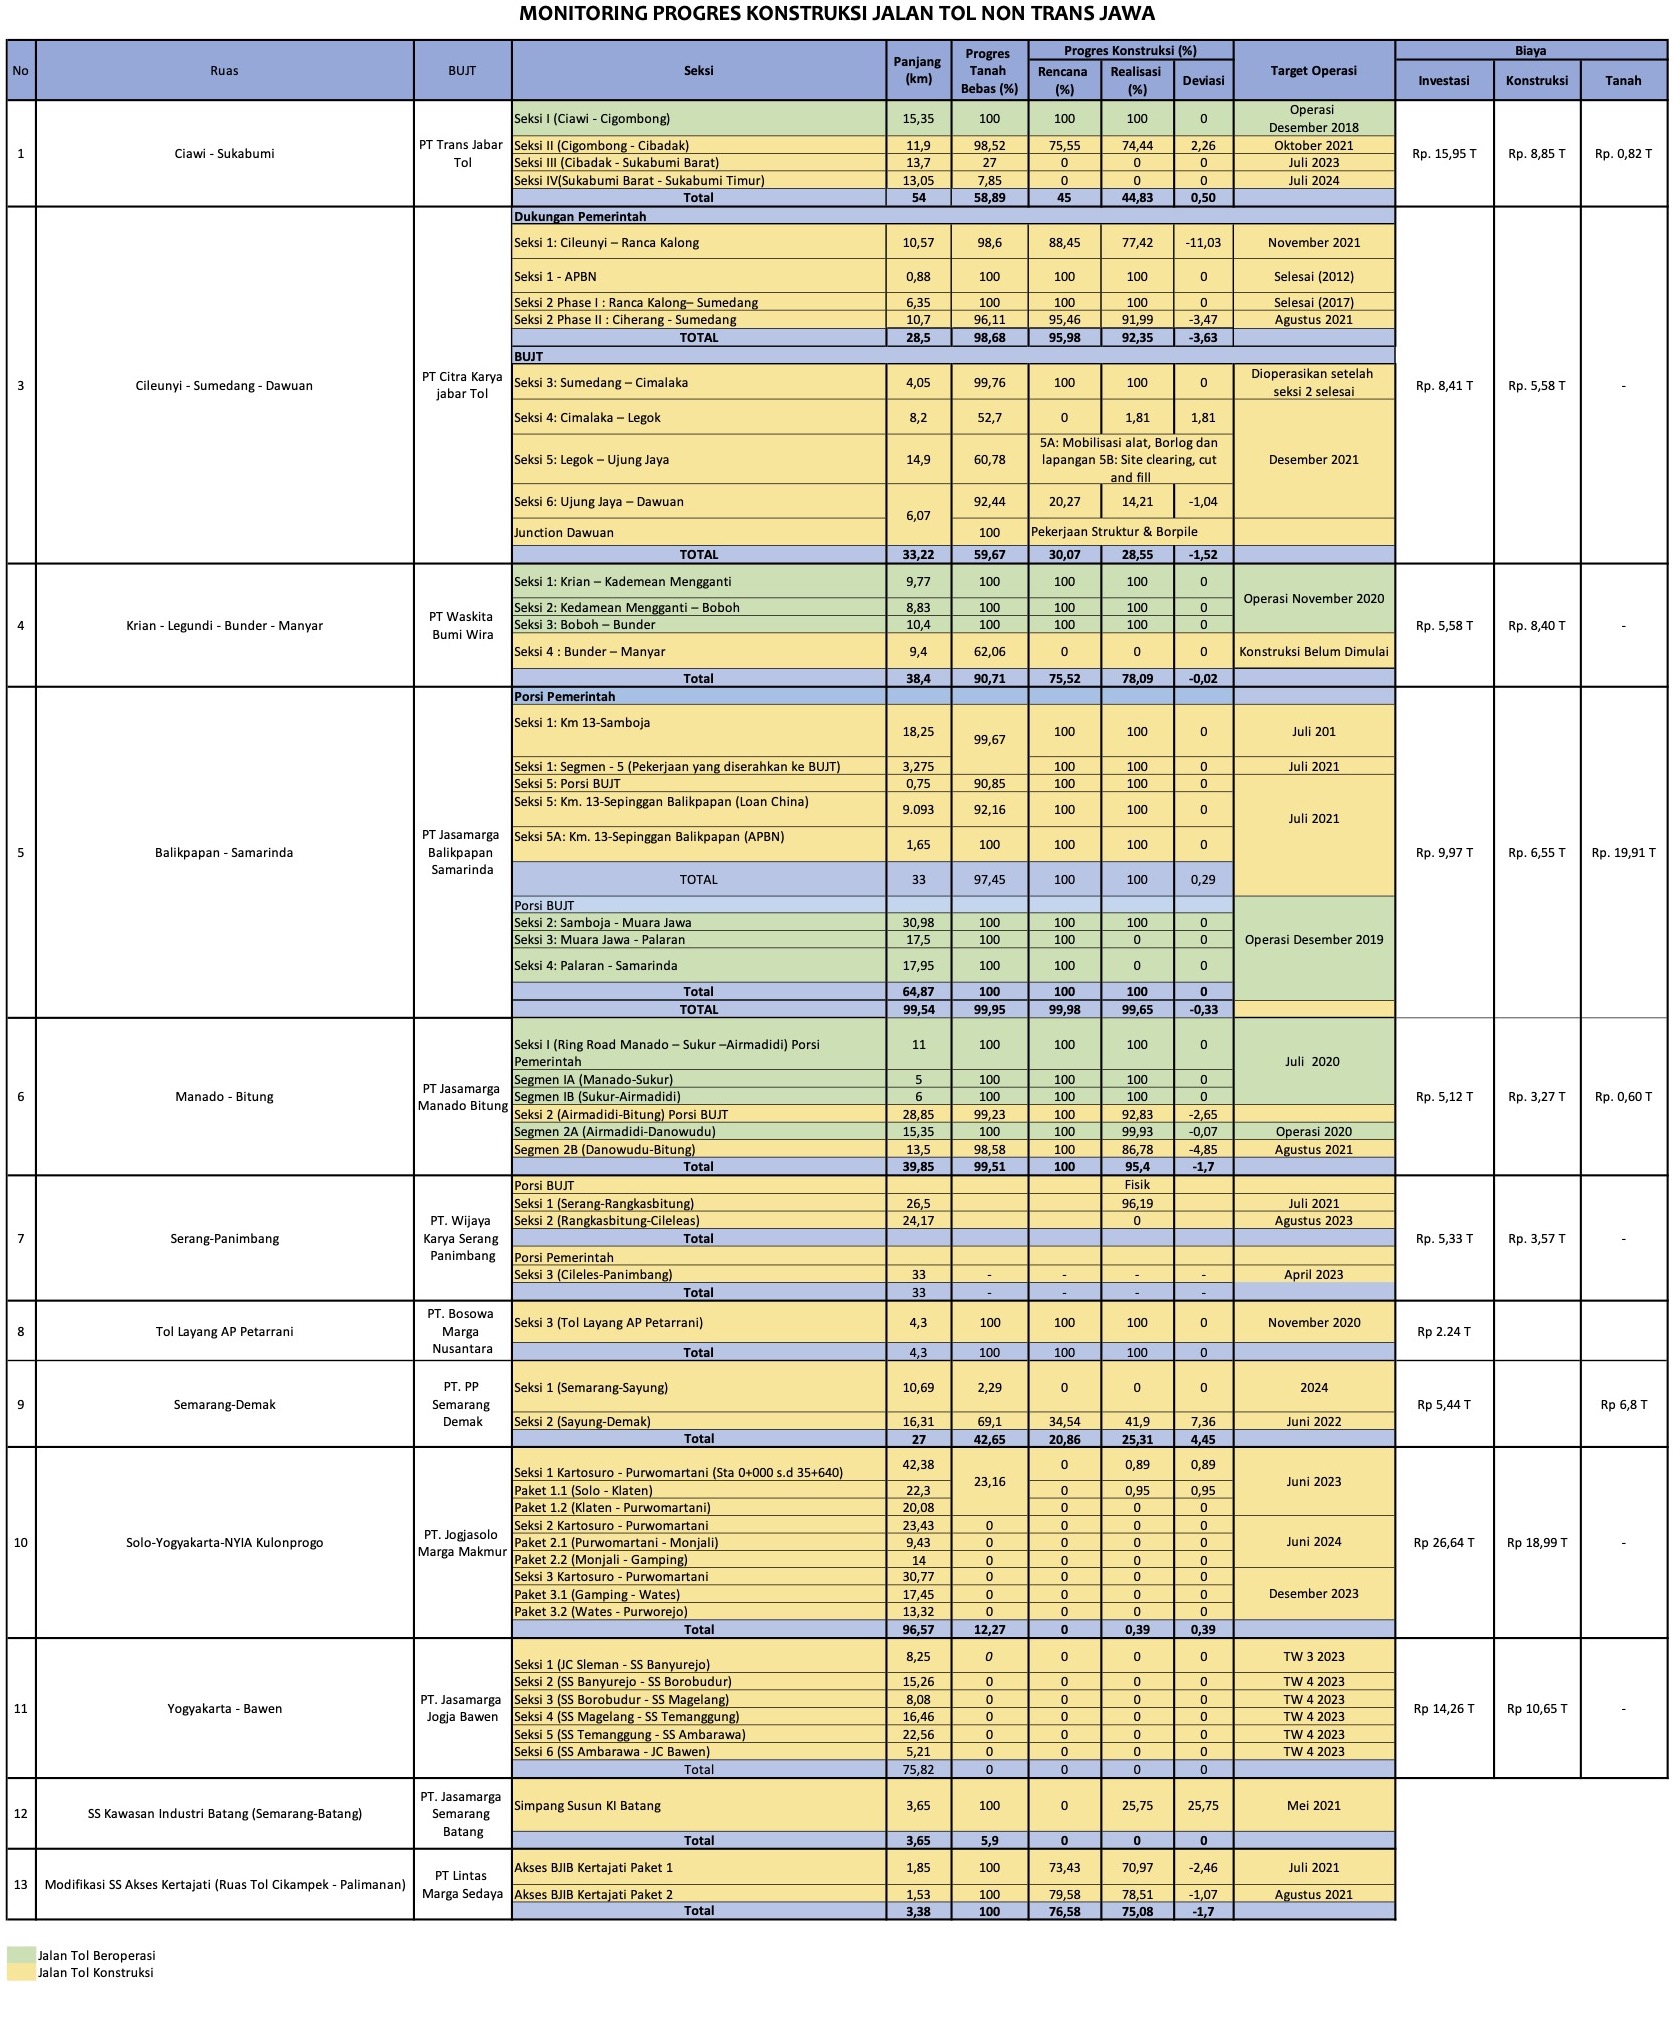 MONITORING PROGRES KONSTRUKSI JALAN TOL NON TRANS JAWA
No Ruas BUJT Seksi Panjang (km) Progres Tanah Bebas (%) Progres Konstruksi (%) Rencana (%) Realisasi (%) Deviasi Target Operasi Biaya Investasi Konstruksi Tanah
1 Ciawi - Sukabumi PT Trans Jabar Tol
Seksi I (Ciawi - Cigombong) 15,35 100 100 100 0 Operasi Desember 2018
Seksi II (Cigombong - Cibadak) 11,9 98,52 75,55 74,44 2,26 Oktober 2021
Seksi III (Cibadak - Sukabumi Barat) 13,7 27 0 0 0 Juli 2023
Seksi IV(Sukabumi Barat - Sukabumi Timur) 13,05 7,85 0 0 0 Juli 2024
Total 54 58,89 45 44,83 0,50
Rp. 15,95 T Rp. 8,85 T Rp. 0,82 T
3 Cileunyi - Sumedang - Dawuan PT Citra Karya jabar Tol
Dukungan Pemerintah
Seksi 1: Cileunyi – Ranca Kalong 10,57 98,6 88,45 77,42 -11,03 November 2021
Seksi 1 - APBN 0,88 100 100 100 0 Selesai (2012)
Seksi 2 Phase I : Ranca Kalong– Sumedang 6,35 100 100 100 0 Selesai (2017)
Seksi 2 Phase II : Ciherang - Sumedang 10,7 96,11 95,46 91,99 -3,47 Agustus 2021
TOTAL 28,5 98,68 95,98 92,35 -3,63
BUJT
Seksi 3: Sumedang – Cimalaka 4,05 99,76 100 100 0 Dioperasikan setelah seksi 2 selesai
Seksi 4: Cimalaka – Legok 8,2 52,7 0 1,81 1,81
Seksi 5: Legok – Ujung Jaya 14,9 60,78 5A: Mobilisasi alat, Borlog dan lapangan 5B: Site clearing, cut and fill Desember 2021
Seksi 6: Ujung Jaya – Dawuan 6,07 92,44 20,27 14,21 -1,04
Junction Dawuan 100 Pekerjaan Struktur & Borpile
TOTAL 33,22 59,67 30,07 28,55 -1,52
Rp. 8,41 T Rp. 5,58 T -
4 Krian - Legundi - Bunder - Manyar PT Waskita Bumi Wira
Seksi 1: Krian – Kademean Mengganti 9,77 100 100 100 0 Operasi November 2020
Seksi 2: Kedamean Mengganti – Boboh 8,83 100 100 100 0
Seksi 3: Boboh – Bunder 10,4 100 100 100 0
Seksi 4 : Bunder – Manyar 9,4 62,06 0 0 0 Konstruksi Belum Dimulai
Total 38,4 90,71 75,52 78,09 -0,02
Rp. 5,58 T Rp. 8,40 T -
5 Balikpapan - Samarinda PT Jasamarga Balikpapan Samarinda
Porsi Pemerintah
Seksi 1: Km 13-Samboja 18,25 99,67 100 100 0 Juli 201
Seksi 1: Segmen - 5 (Pekerjaan yang diserahkan ke BUJT) 3,275 100 100 0 Juli 2021
Seksi 5: Porsi BUJT 0,75 90,85 100 100 0
Seksi 5: Km. 13-Sepinggan Balikpapan (Loan China) 9.093 92,16 100 100 0 Juli 2021
Seksi 5A: Km. 13-Sepinggan Balikpapan (APBN) 1,65 100 100 100 0
TOTAL 33 97,45 100 100 0,29
Porsi BUJT
Seksi 2: Samboja - Muara Jawa 30,98 100 100 100 0
Seksi 3: Muara Jawa - Palaran 17,5 100 100 0 0 Operasi Desember 2019
Seksi 4: Palaran - Samarinda 17,95 100 100 0 0
Total 64,87 100 100 100 0
TOTAL 99,54 99,95 99,98 99,65 -0,33
Rp. 9,97 T Rp. 6,55 T Rp. 19,91 T
6 Manado - Bitung PT Jasamarga Manado Bitung
Seksi I (Ring Road Manado – Sukur –Airmadidi) Porsi Pemerintah 11 100 100 100 0 Juli 2020
Segmen IA (Manado-Sukur) 5 100 100 100 0
Segmen IB (Sukur-Airmadidi) 6 100 100 100 0
Seksi 2 (Airmadidi-Bitung) Porsi BUJT 28,85 99,23 100 92,83 -2,65
Segmen 2A (Airmadidi-Danowudu) 15,35 100 100 99,93 -0,07 Operasi 2020
Segmen 2B (Danowudu-Bitung) 13,5 98,58 100 86,78 -4,85 Agustus 2021
Total 39,85 99,51 100 95,4 -1,7
Rp. 5,12 T Rp. 3,27 T Rp. 0,60 T
7 Serang-Panimbang PT. Wijaya Karya Serang Panimbang
Porsi BUJT Fisik
Seksi 1 (Serang-Rangkasbitung) 26,5 96,19 Juli 2021
Seksi 2 (Rangkasbitung-Cileleas) 24,17 0 Agustus 2023
Total
Porsi Pemerintah
Seksi 3 (Cileles-Panimbang) 33 - - - - April 2023
Total 33 - - - -
Rp. 5,33 T Rp. 3,57 T -
8 Tol Layang AP Petarrani PT. Bosowa Marga Nusantara
Seksi 3 (Tol Layang AP Petarrani) 4,3 100 100 100 0 November 2020
Total 4,3 100 100 100 0
Rp 2.24 T
9 Semarang-Demak PT. PP Semarang Demak
Seksi 1 (Semarang-Sayung) 10,69 2,29 0 0 0 2024
Seksi 2 (Sayung-Demak) 16,31 69,1 34,54 41,9 7,36 Juni 2022
Total 27 42,65 20,86 25,31 4,45
Rp 5,44 T Rp 6,8 T
10 Solo-Yogyakarta-NYIA Kulonprogo PT. Jogjasolo Marga Makmur
Seksi 1 Kartosuro - Purwomartani (Sta 0+000 s.d 35+640) 42,38 23,16 0 0,89 0,89 Juni 2023
Paket 1.1 (Solo - Klaten) 22,3 0 0,95 0,95
Paket 1.2 (Klaten - Purwomartani) 20,08 0 0 0
Seksi 2 Kartosuro - Purwomartani 23,43 0 0 0 0
Paket 2.1 (Purwomartani - Monjali) 9,43 0 0 0 0 Juni 2024
Paket 2.2 (Monjali - Gamping) 14 0 0 0 0
Seksi 3 Kartosuro - Purwomartani 30,77 0 0 0 0
Paket 3.1 (Gamping - Wates) 17,45 0 0 0 0 Desember 2023
Paket 3.2 (Wates - Purworejo) 13,32 0 0 0 0
Total 96,57 12,27 0 0,39 0,39
Rp 26,64 T Rp 18,99 T -
11 Yogyakarta - Bawen PT. Jasamarga Jogja Bawen
Seksi 1 (JC Sleman - SS Banyurejo) 8,25 0 0 0 0 TW 3 2023
Seksi 2 (SS Banyurejo - SS Borobudur) 15,26 0 0 0 0 TW 4 2023
Seksi 3 (SS Borobudur - SS Magelang) 8,08 0 0 0 0 TW 4 2023
Seksi 4 (SS Magelang - SS Temanggung) 16,46 0 0 0 0 TW 4 2023
Seksi 5 (SS Temanggung - SS Ambarawa) 22,56 0 0 0 0 TW 4 2023
Seksi 6 (SS Ambarawa - JC Bawen) 5,21 0 0 0 0 TW 4 2023
Total 75,82 0 0 0 0
Rp 14,26 T Rp 10,65 T -
12 SS Kawasan Industri Batang (Semarang-Batang) PT. Jasamarga Semarang Batang
Simpang Susun KI Batang 3,65 100 0 25,75 25,75 Mei 2021
Total 3,65 5,9 0 0 0
13 Modifikasi SS Akses Kertajati (Ruas Tol Cikampek - Palimanan) PT Lintas Marga Sedaya
Akses BJIB Kertajati Paket 1 1,85 100 73,43 70,97 -2,46 Juli 2021
Akses BJIB Kertajati Paket 2 1,53 100 79,58 78,51 -1,07 Agustus 2021
Total 3,38 100 76,58 75,08 -1,7
Jalan Tol Beroperasi
Jalan Tol Konstruksi